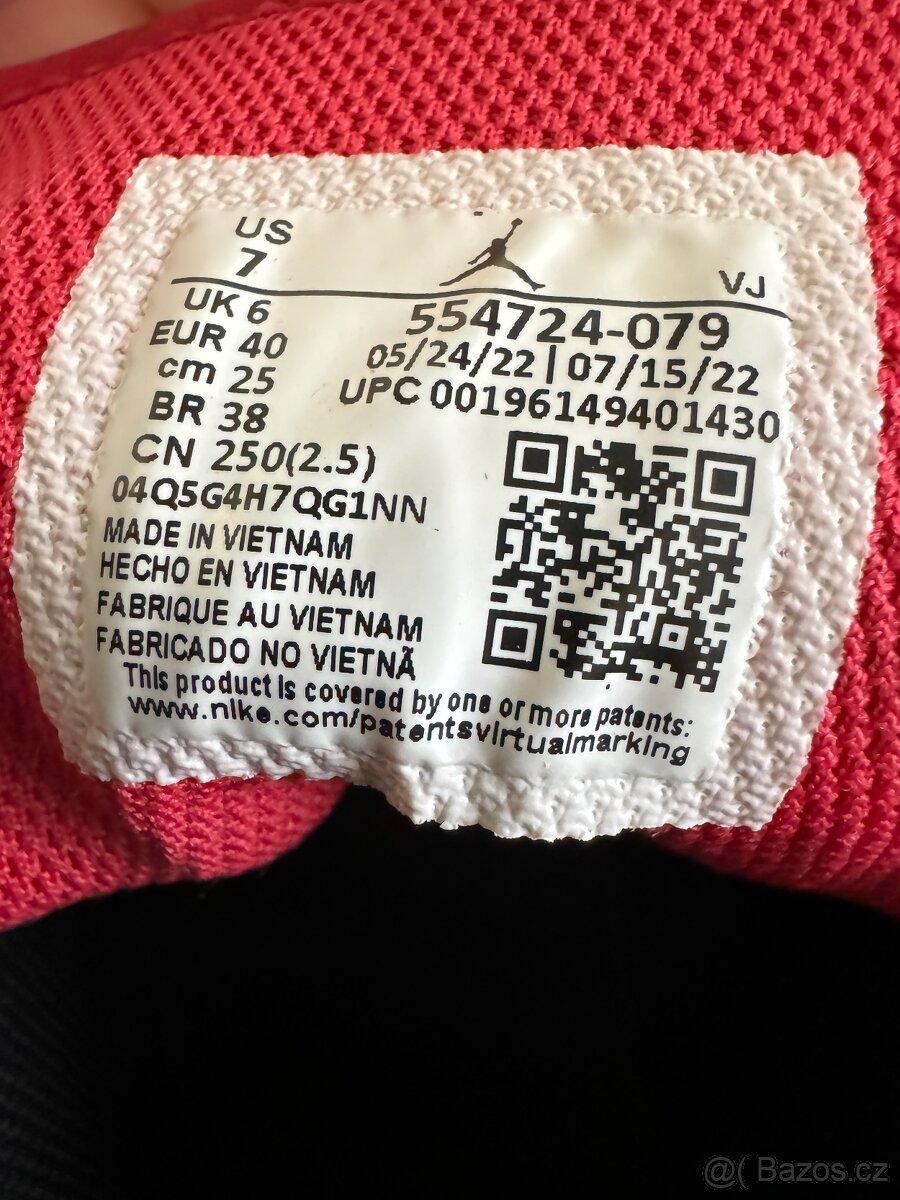 US
7
VJ
UK 6
EUR 40
cm 25
BR 38
CN 250(2.5)
554724-079
05/24/22 | 07/15/22
UPC 00196149401430
04Q5G4H7QG1NN
MADE IN VIETNAM
HECHO EN VIETNAM
FABRIQUE AU VIETNAM
FABRICADO NO VIETNÃ
This product is covered by one or more patents:
www.nike.com/patentsvirtualmarking
@( Bazos.cz